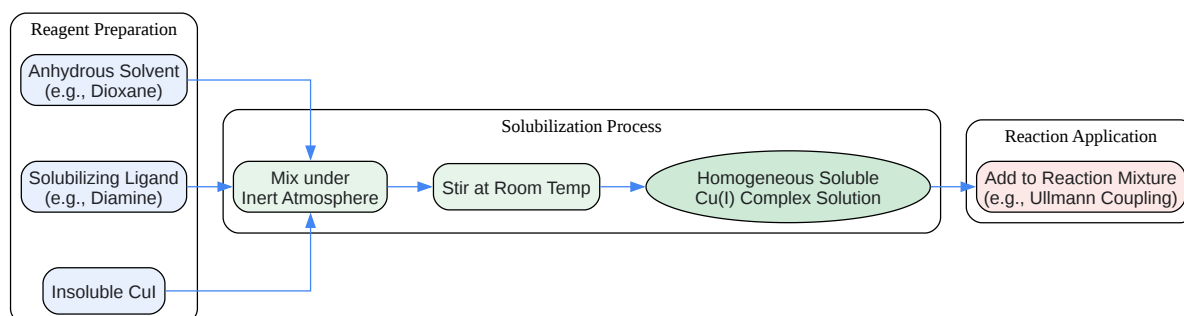 Reagent Preparation
Anhydrous Solvent
(e.g., Dioxane)
Solubilizing Ligand
(e.g., Diamine)
Insoluble CuI
Solubilization Process
Mix under
Inert Atmosphere
Stir at Room Temp
Homogeneous Soluble
Cu(I) Complex Solution
Reaction Application
Add to Reaction Mixture
(e.g., Ullmann Coupling)